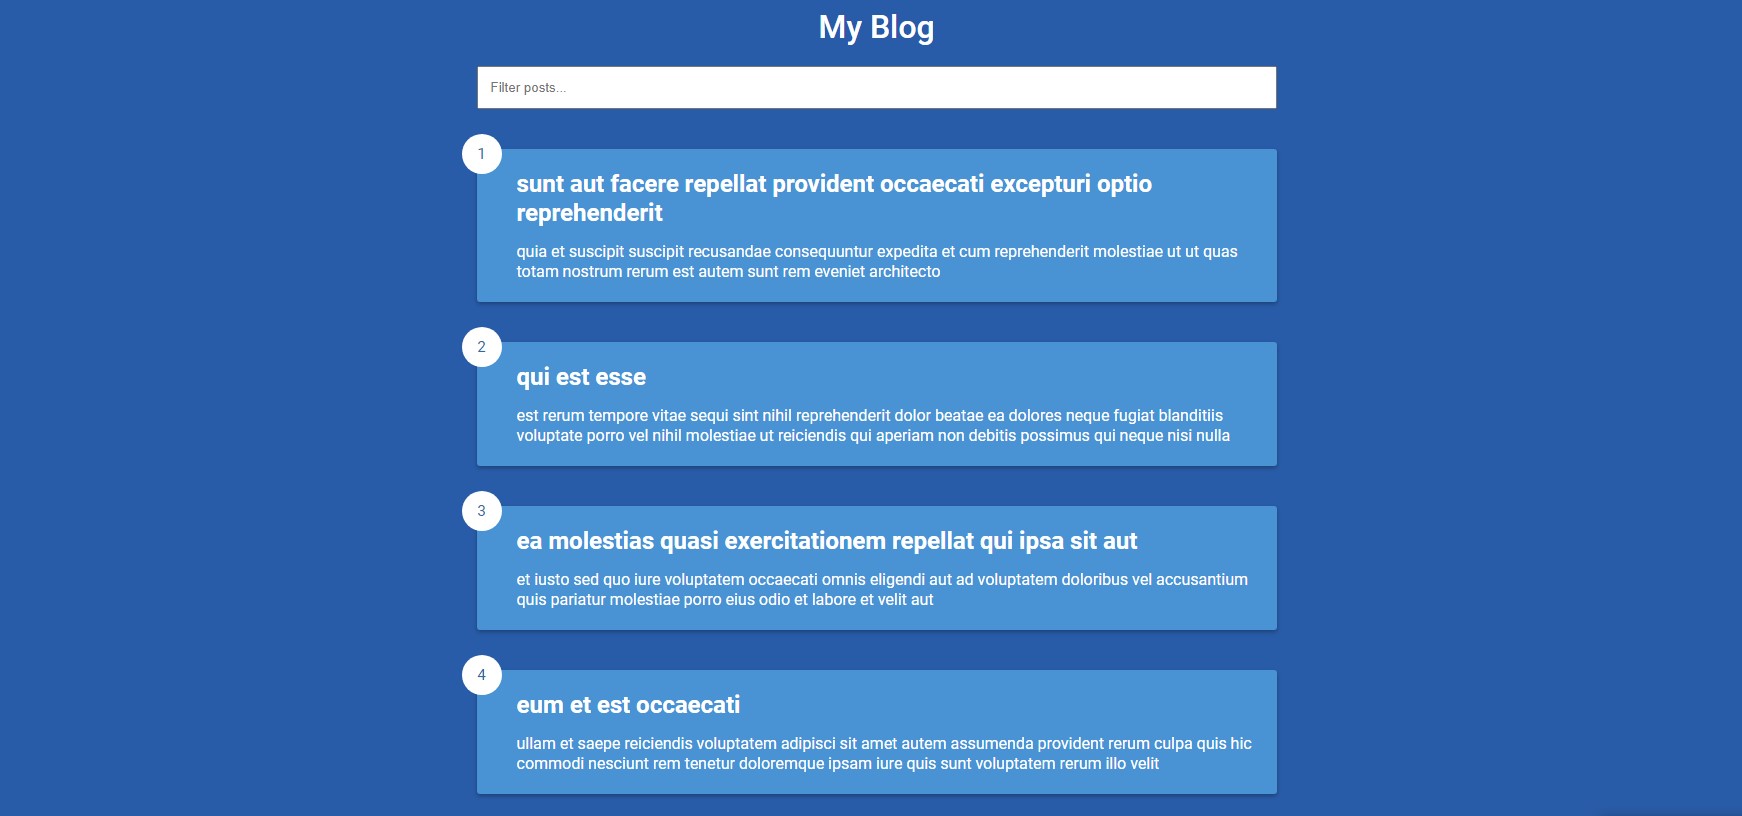 My Blog
Filter posts...
1
sunt aut facere repellat provident occaecati excepturi optio
reprehenderit
quia et suscipit suscipit recusandae consequuntur expedita et cum reprehenderit molestiae ut ut quas
totam nostrum rerum est autem sunt rem eveniet architecto
2
qui est esse
est rerum tempore vitae sequi sint nihil reprehenderit dolor beatae ea dolores neque fugiat blanditiis
voluptate porro vel nihil molestiae ut reiciendis qui aperiam non debitis possimus qui neque nisi nulla
3
ea molestias quasi exercitationem repellat qui ipsa sit aut
et iusto sed quo iure voluptatem occaecati omnis eligendi aut ad voluptatem doloribus vel accusantium
quis pariatur molestiae porro eius odio et labore et velit aut
4
eum et est occaecati
ullam et saepe reiciendis voluptatem adipisci sit amet autem assumenda provident rerum culpa quis hic
commodi nesciunt rem tenetur doloremque ipsam iure quis sunt voluptatem rerum illo velit